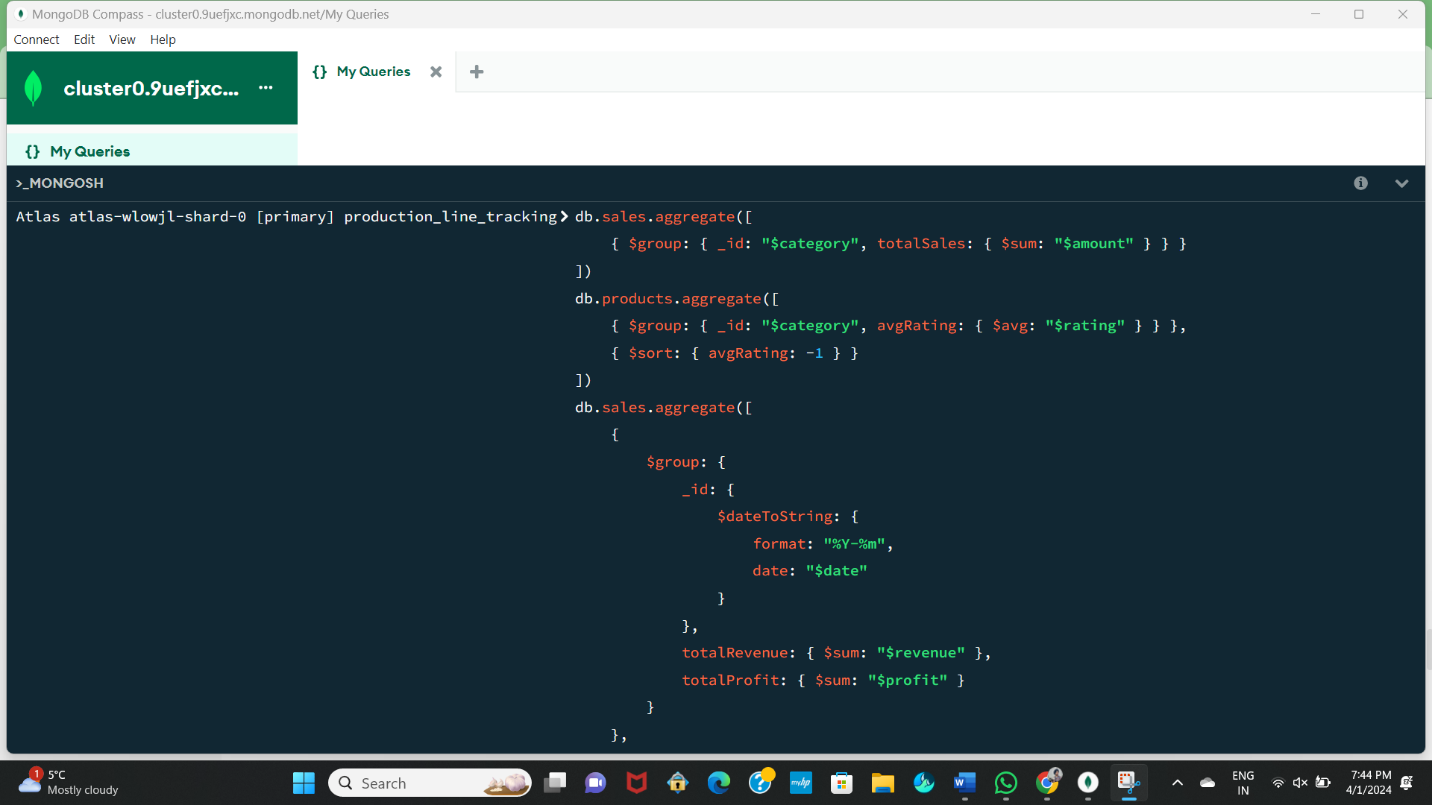 MongoDB Compass - cluster0.9uefjxc.mongodb.net/My Queries
Connect Edit View Help
cluster0.9uefjxc... ···
{} My Queries
{} My Queries
>_MONGOSH
Atlas atlas-wlowjl-shard-0 [primary] production_line_tracking> db.sales.aggregate([
{ $group: { _id: "$category", totalSales: { $sum: "$amount" } } }
])
db.products.aggregate([
{ $group: { _id: "$category", avgRating: { $avg: "$rating" } } },
{ $sort: { avgRating: -1 } }
])
db.sales.aggregate([
{
$group: {
_id: {
$dateToString: {
format: "%Y-%m",
date: "$date"
}
},
totalRevenue: { $sum: "$revenue" },
totalProfit: { $sum: "$profit" }
}
},
1
5°C
Mostly cloudy
Search
myhp
W
ENG
IN
7:44 PM
4/1/2024